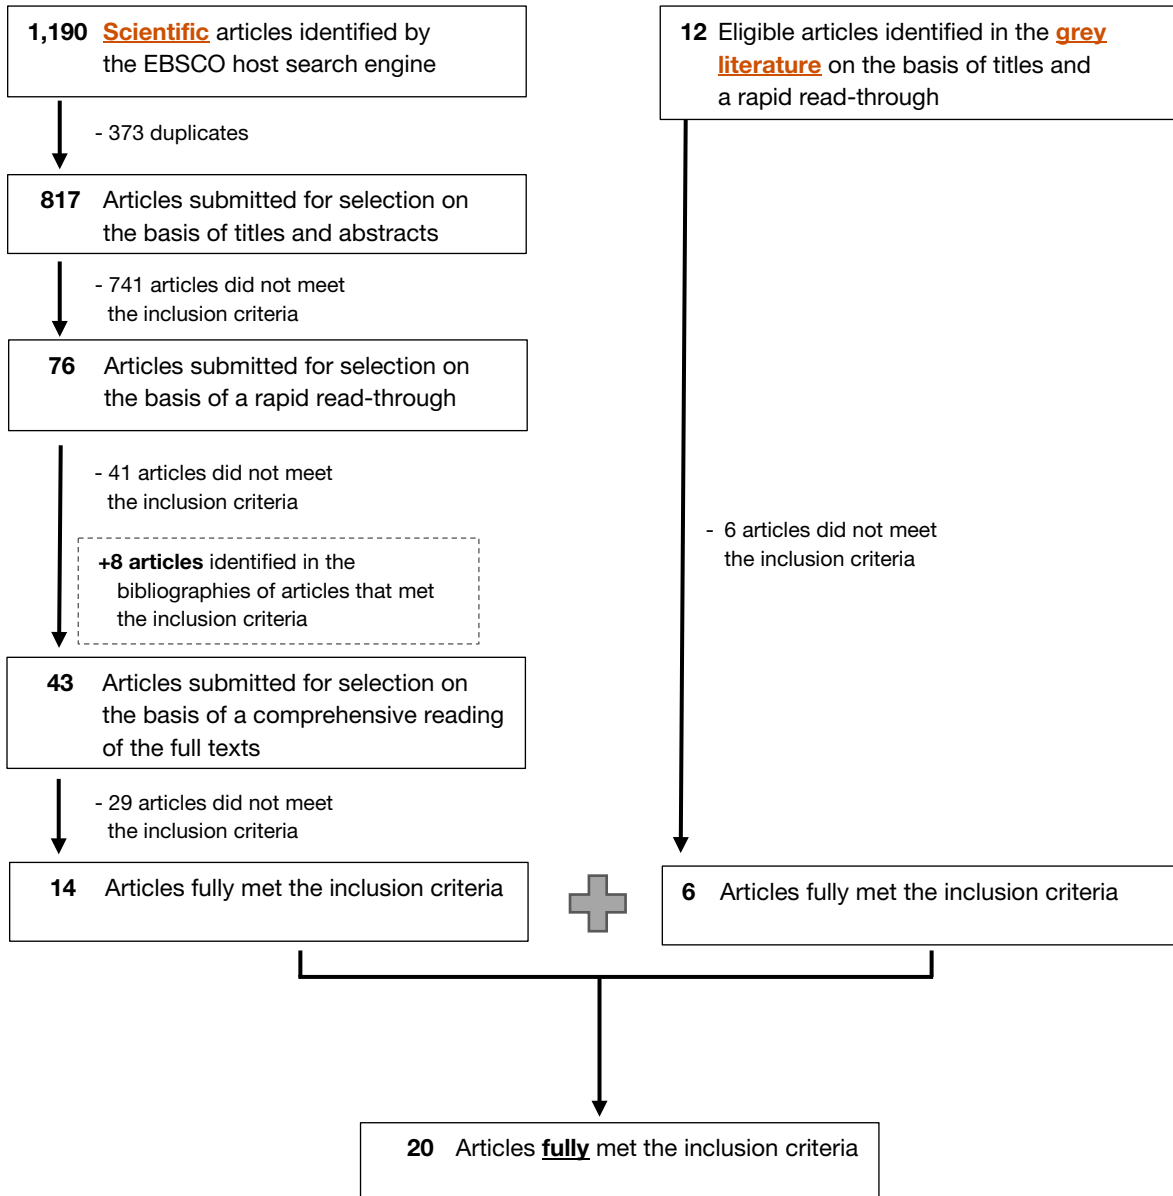 1,190 Scientific articles identified by
the EBSCO host search engine
- 373 duplicates
817 Articles submitted for selection on
the basis of titles and abstracts
- 741 articles did not meet
the inclusion criteria
76 Articles submitted for selection on
the basis of a rapid read-through
- 41 articles did not meet
the inclusion criteria
+8 articles identified in the
bibliographies of articles that met
the inclusion criteria
43 Articles submitted for selection on
the basis of a comprehensive reading
of the full texts
- 29 articles did not meet
the inclusion criteria
14 Articles fully met the inclusion criteria
12 Eligible articles identified in the grey
literature on the basis of titles and
a rapid read-through
- 6 articles did not meet
the inclusion criteria
6 Articles fully met the inclusion criteria
20 Articles fully met the inclusion criteria